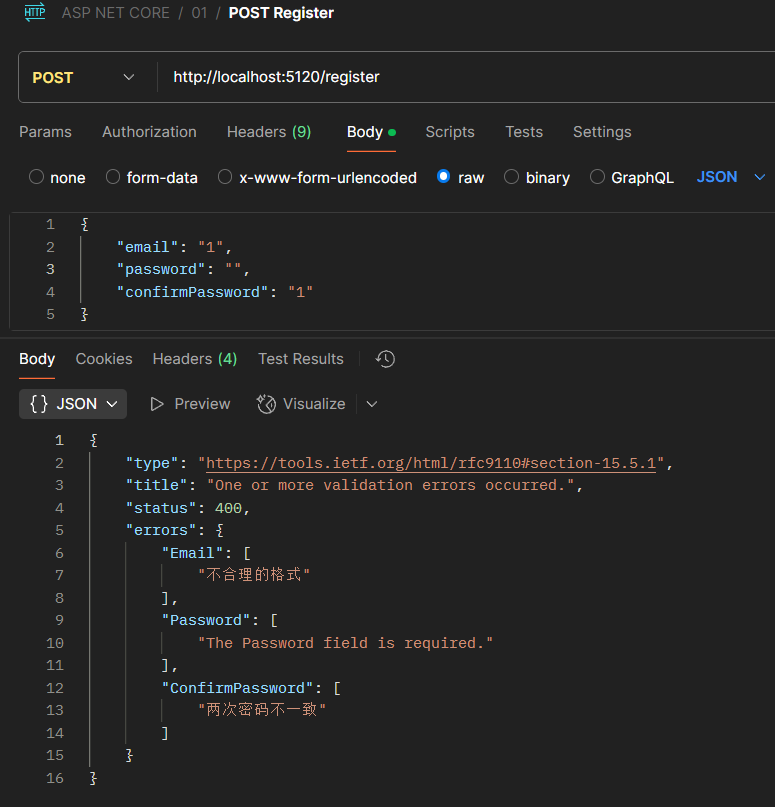 HTTP ASP NET CORE / 01 / POST Register
POST http://localhost:5120/register
Params Authorization Headers (9) Body Scripts Tests Settings
none form-data x-www-form-urlencoded raw binary GraphQL JSON
1 {
2 "email": "1",
3 "password": "",
4 "confirmPassword": "1"
5 }
Body Cookies Headers (4) Test Results
{} JSON Preview Visualize
1 {
2 "type": "https://tools.ietf.org/html/rfc9110#section-15.5.1",
3 "title": "One or more validation errors occurred.",
4 "status": 400,
5 "errors": {
6 "Email": [
7 "不合理的格式"
8 ],
9 "Password": [
10 "The Password field is required."
11 ],
12 "ConfirmPassword": [
13 "两次密码不一致"
14 ]
15 }
16 }